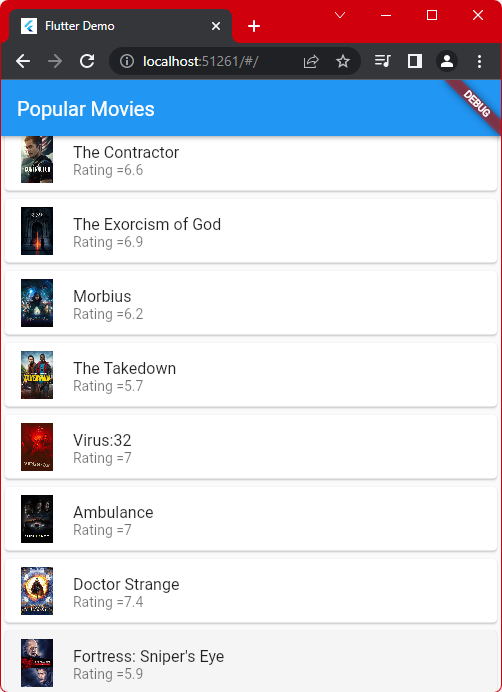 Flutter Demo
localhost:51261/#/
Popular Movies
DEBUG
The Contractor
Rating =6.6
The Exorcism of God
Rating =6.9
Morbius
Rating =6.2
The Takedown
Rating =5.7
Virus:32
Rating =7
Ambulance
Rating =7
Doctor Strange
Rating =7.4
Fortress: Sniper's Eye
Rating =5.9